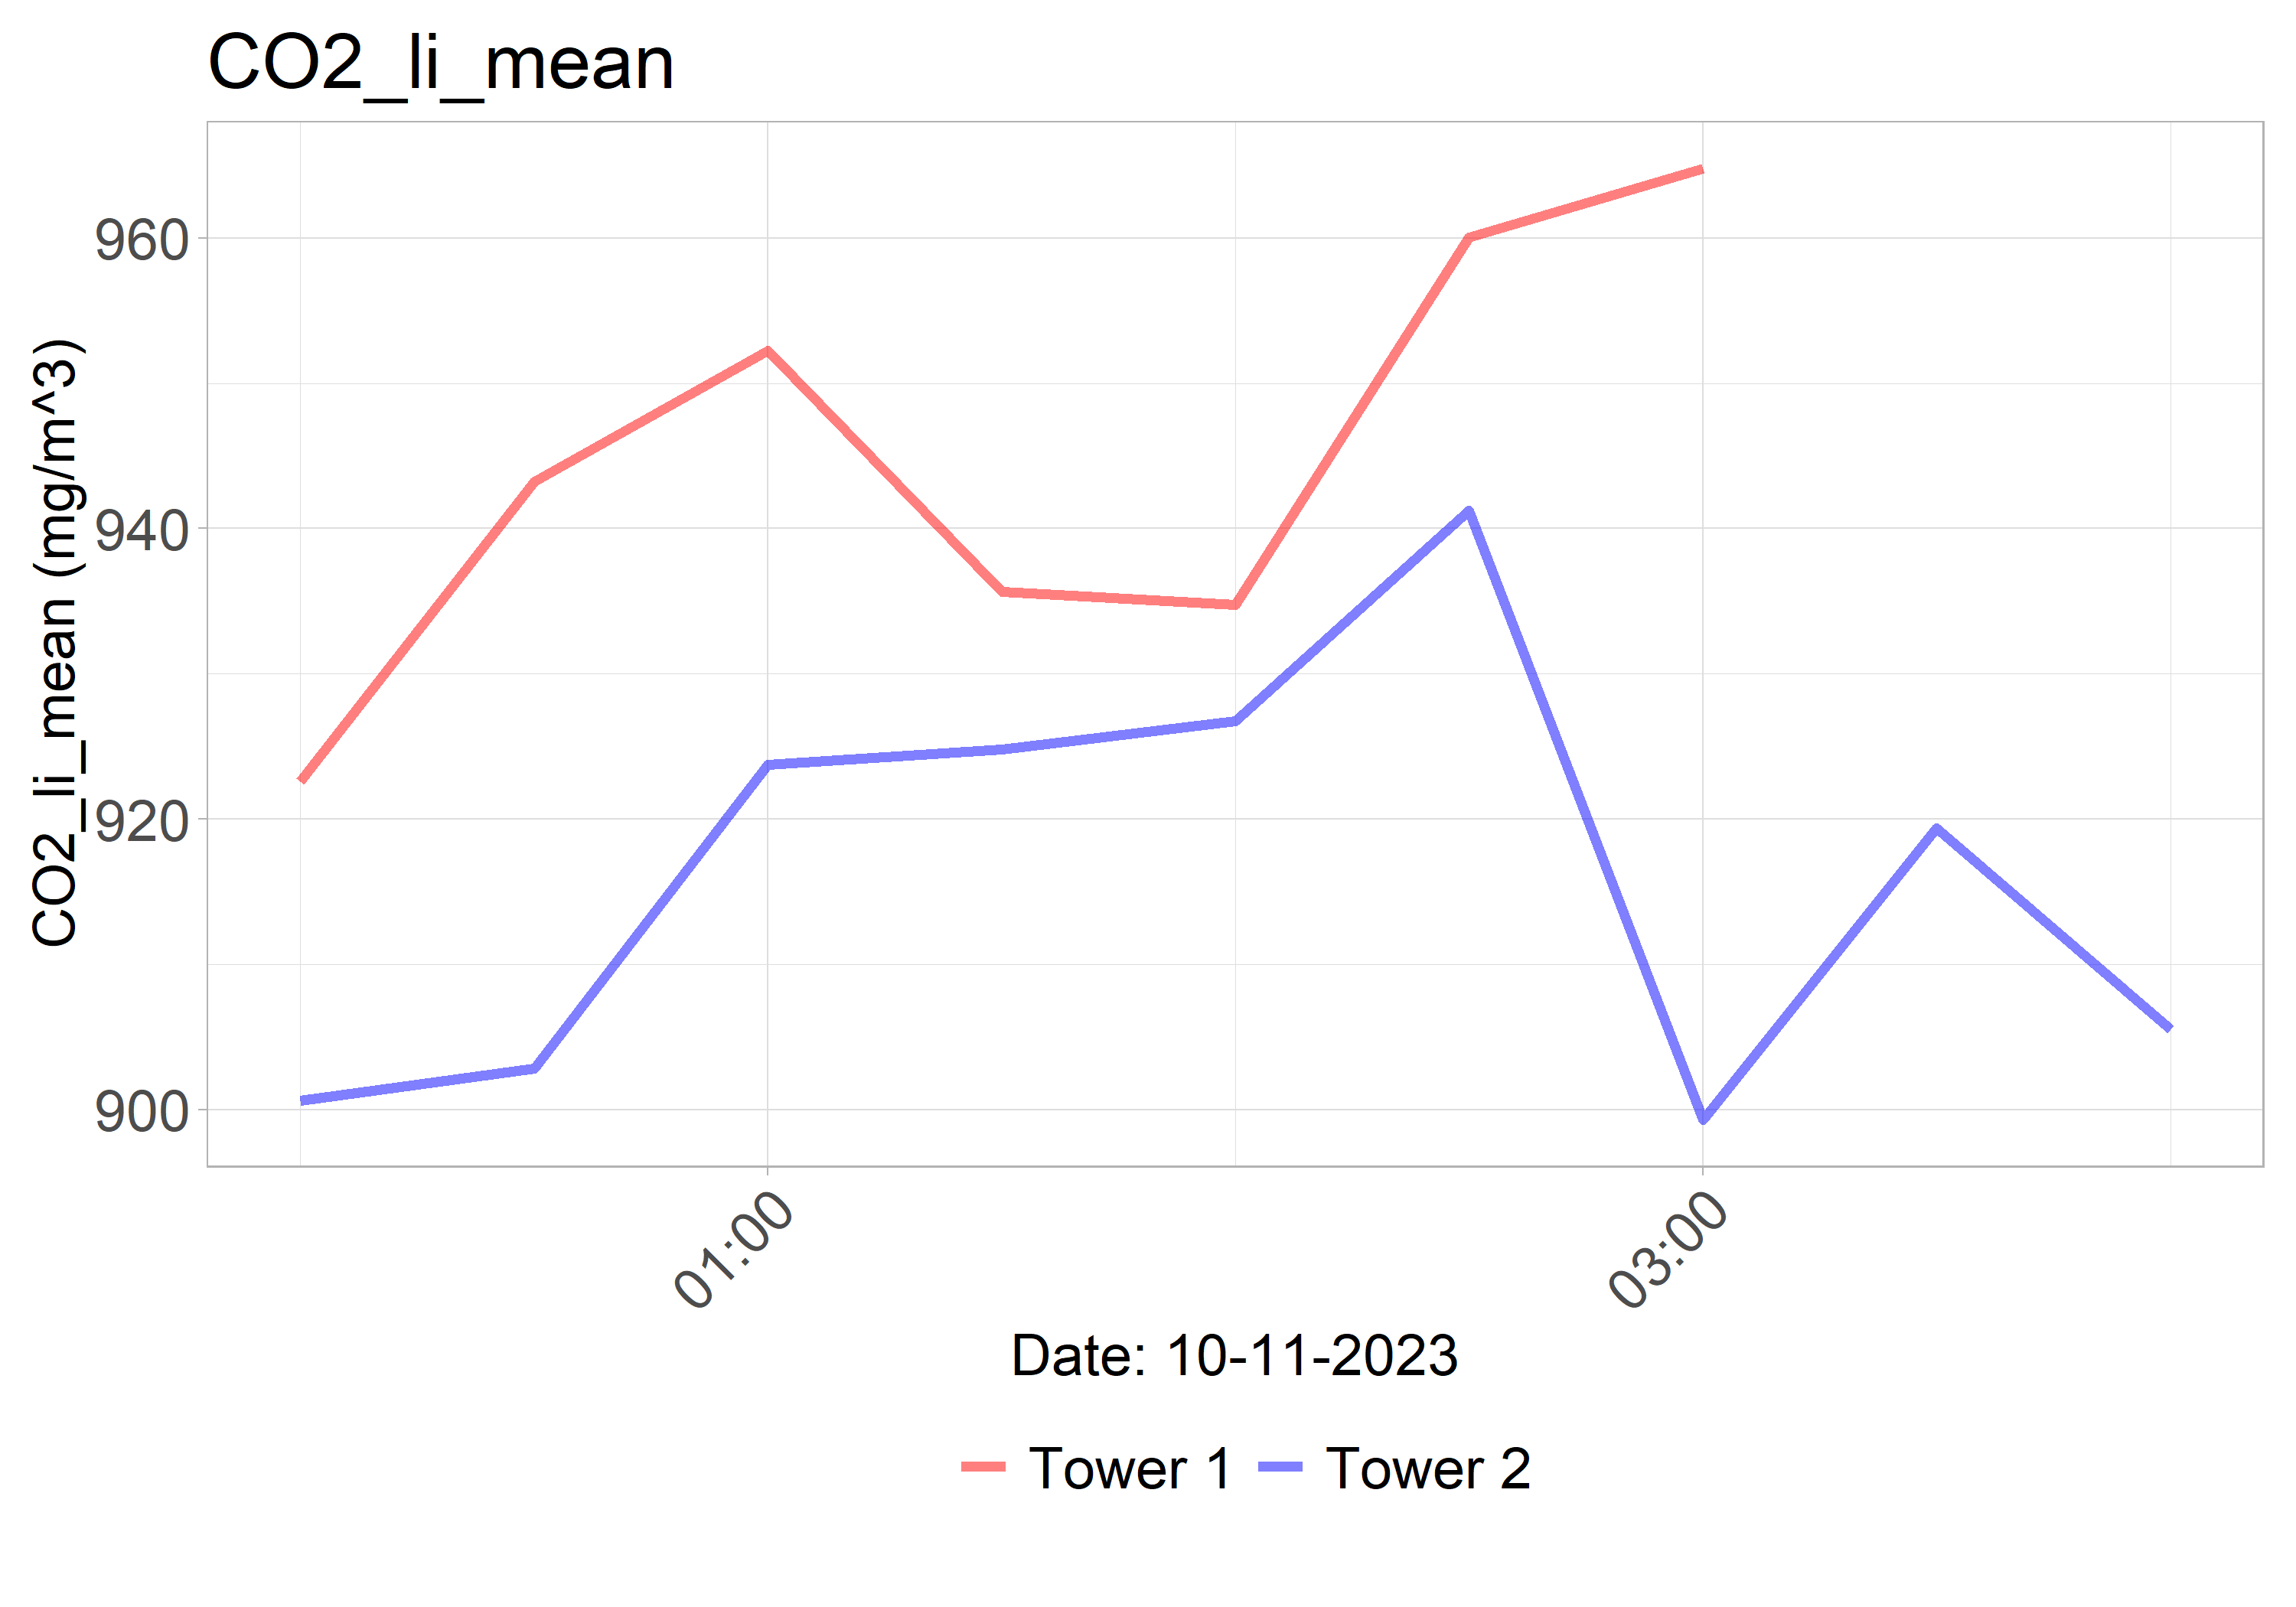 CO2_li_mean
CO2_li_mean (mg/m^3)
960
940
920
900
01:00
03:00
Date: 10-11-2023
Tower 1
Tower 2